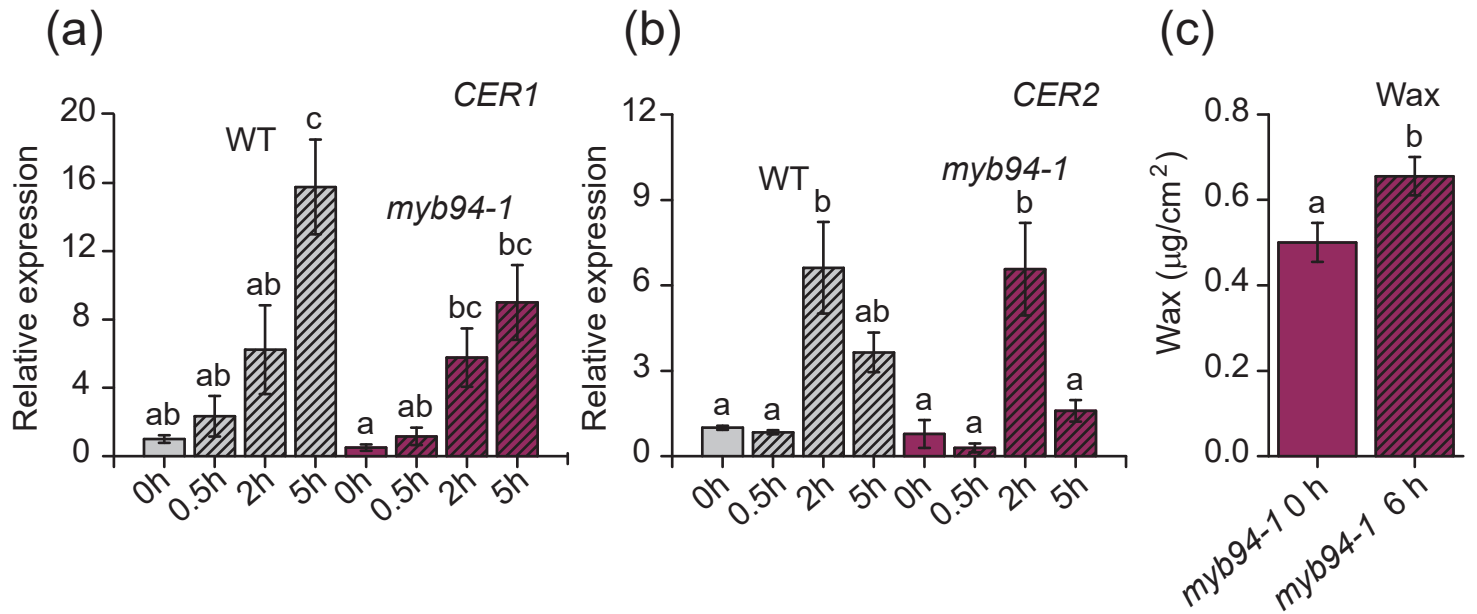 (a)
CER1
Relative expression
20
16
12
8
4
0
WT
myb94-1
ab
ab
ab
c
a
ab
bc
bc
0h
0.5h
2h
5h
0h
0.5h
2h
5h
(b)
CER2
Relative expression
12
9
6
3
0
WT
myb94-1
a
a
b
ab
a
a
b
a
0h
0.5h
2h
5h
0h
0.5h
2h
5h
(c)
Wax
Wax (μg/cm²)
0.8
0.6
0.4
0.2
0.0
a
b
myb94-1 0 h
myb94-1 6 h